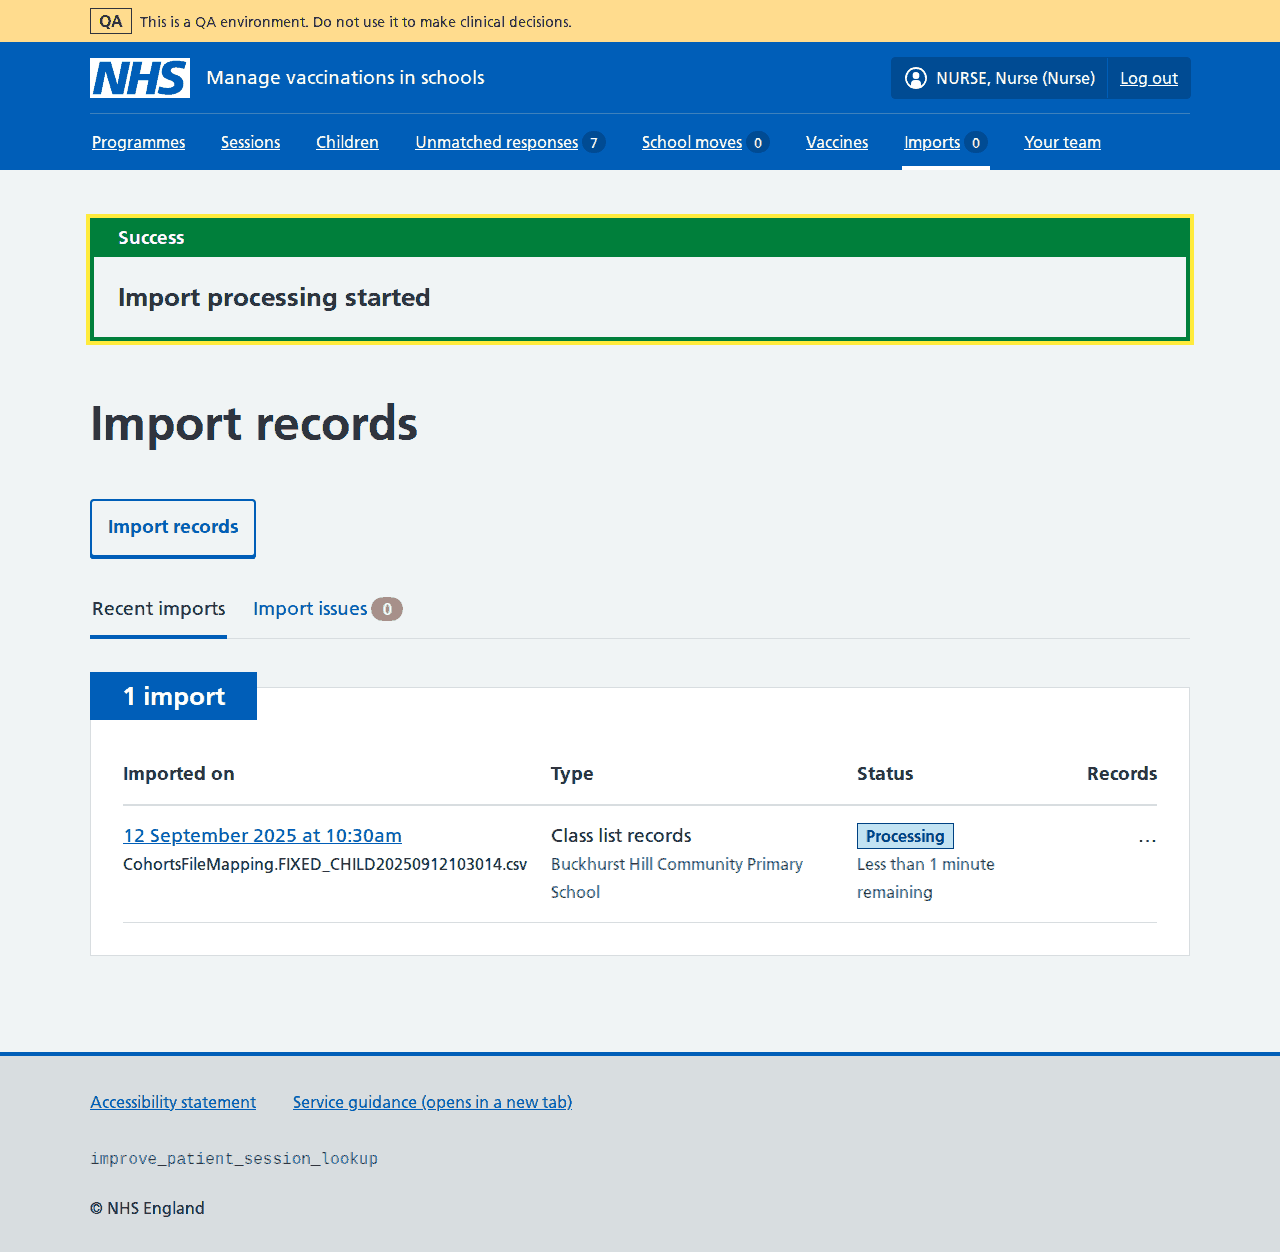 QA This is a QA environment. Do not use it to make clinical decisions.
NHS Manage vaccinations in schools NURSE, Nurse (Nurse) Log out
Programmes Sessions Children Unmatched responses 7 School moves 0 Vaccines Imports 0 Your team
Success
Import processing started
Import records
Import records
Recent imports Import issues 0
1 import
Imported on Type Status Records
12 September 2025 at 10:30am Class list records Processing …
CohortsFileMapping.FIXED_CHILD20250912103014.csv Buckhurst Hill Community Primary Less than 1 minute
School remaining
Accessibility statement Service guidance (opens in a new tab)
improve_patient_session_lookup
© NHS England